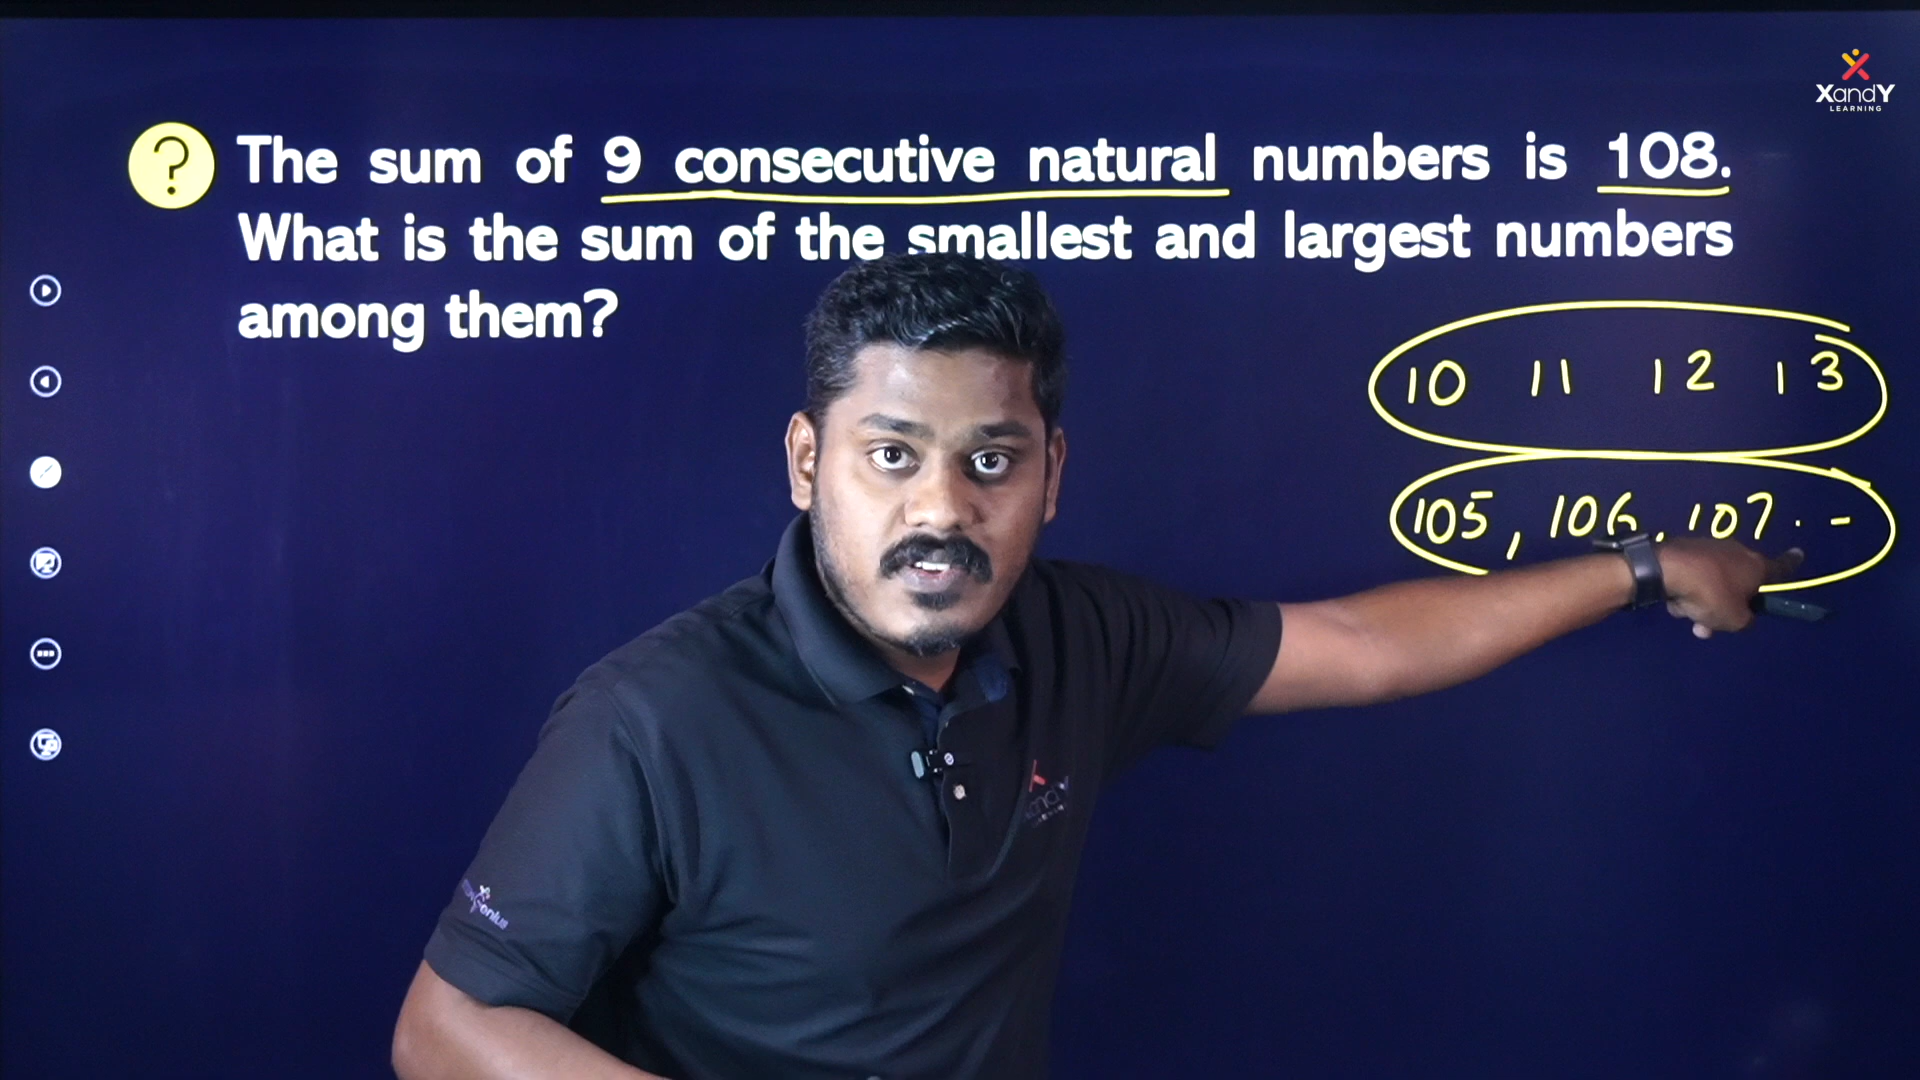 XandY
LEARNING
?
The sum of 9 consecutive natural numbers is 108.
What is the sum of the smallest and largest numbers
among them?
10 11 12 13
105, 106, 107 . -